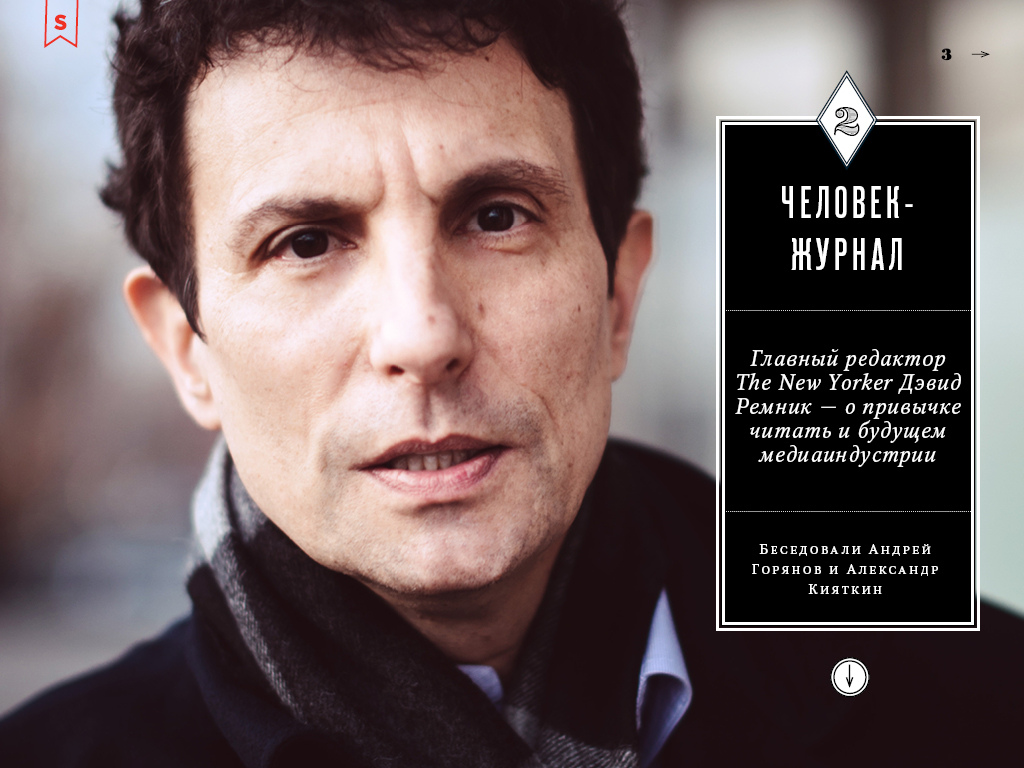 S
3
2
ЧЕЛОВЕК-
ЖУРНАЛ
Главный редактор
The New Yorker Дэвид
Ремник — о привычке
читать и будущем
медиаиндустрии
Беседовали Андрей
Горянов и Александр
Кияткин